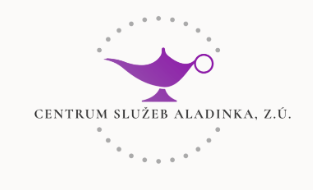 CENTRUM SLUŽEB ALADINKA, Z.Ú.